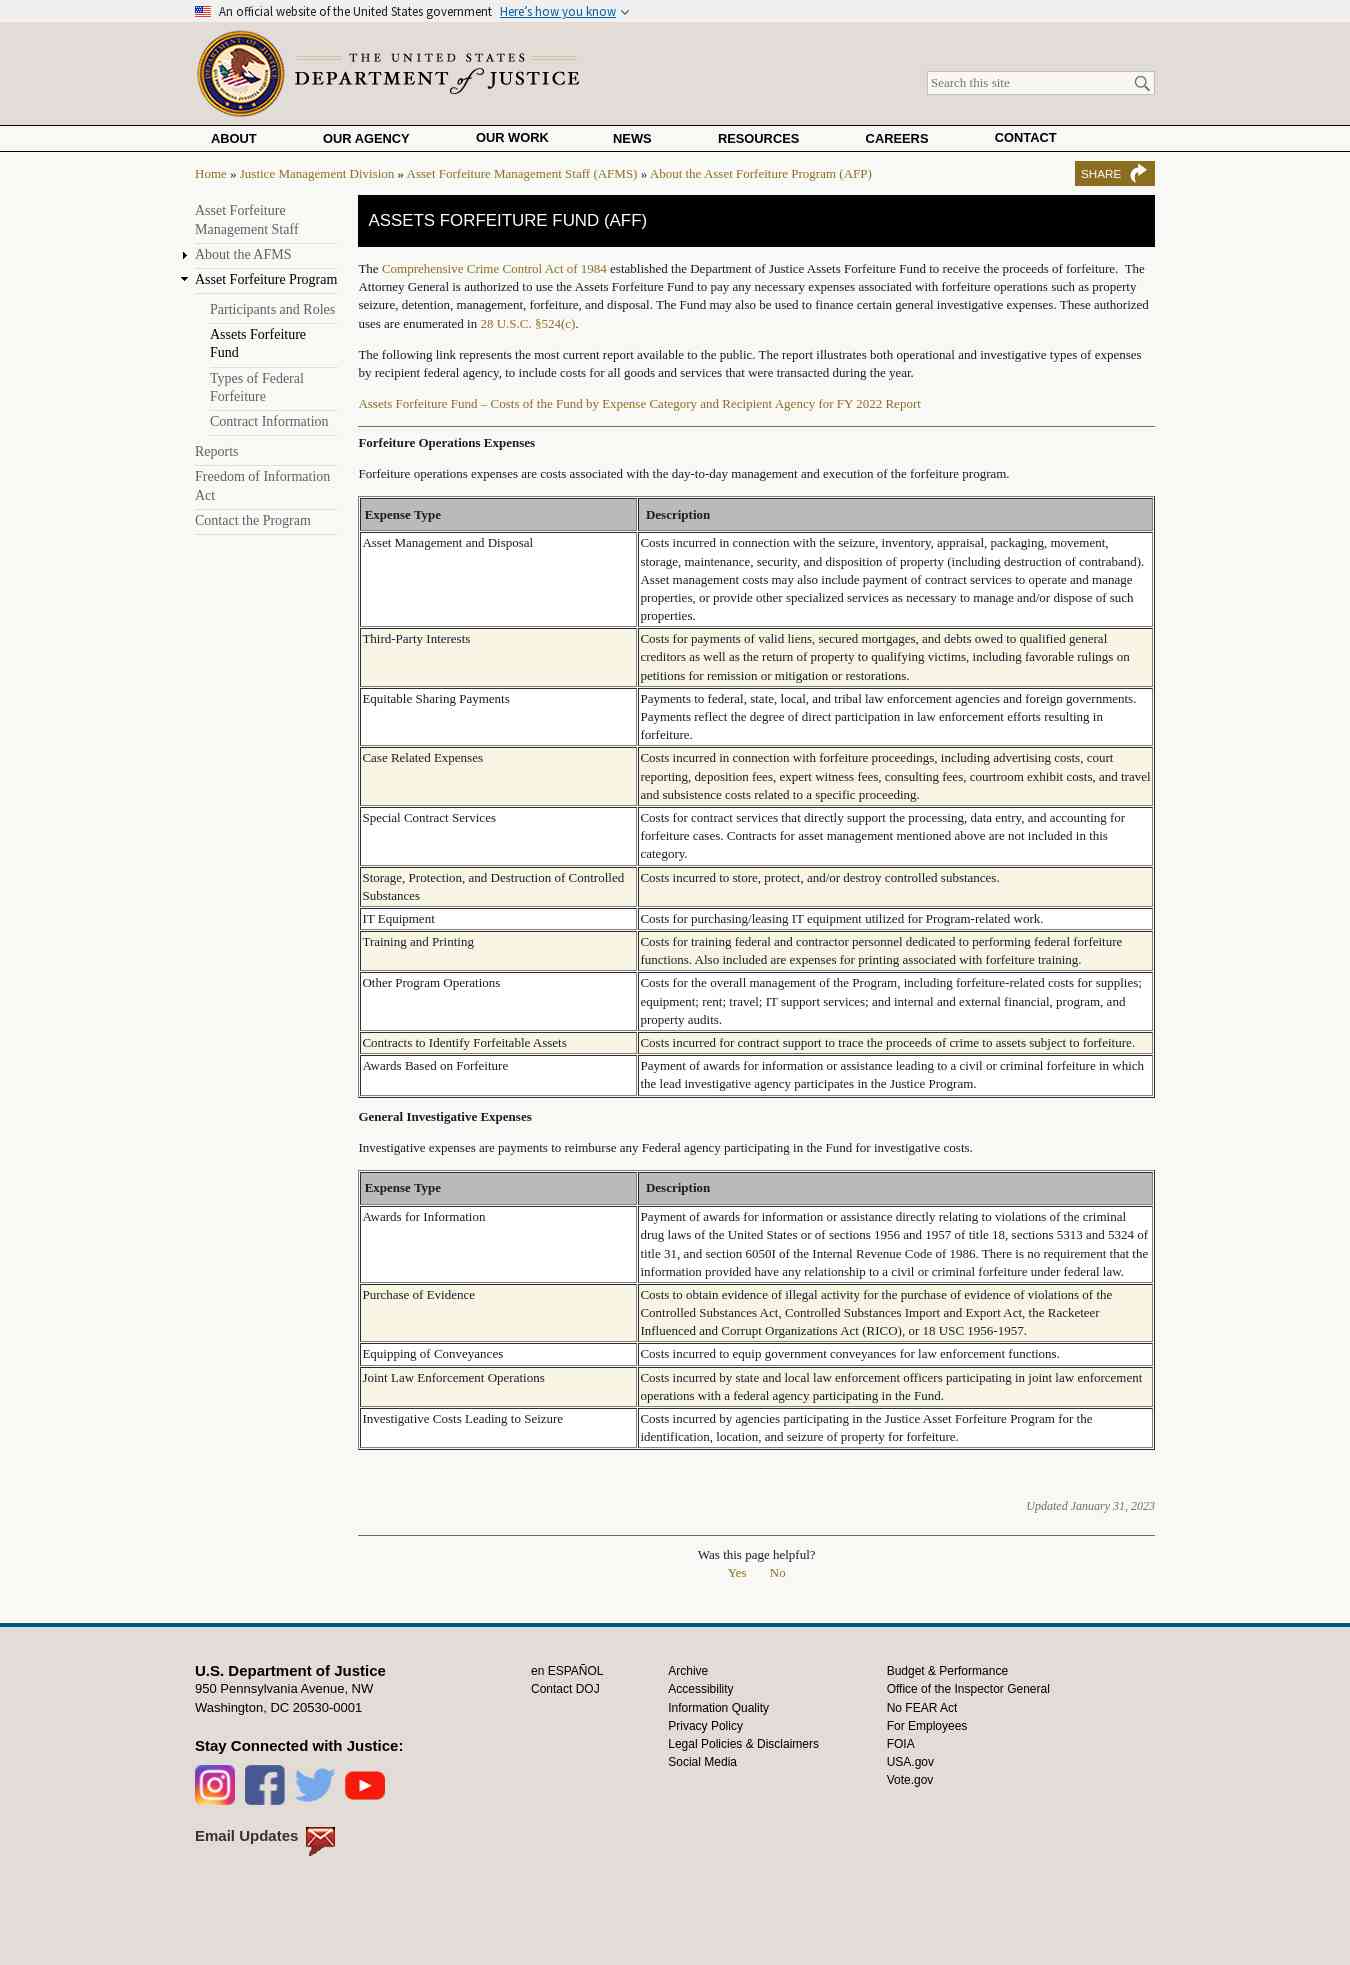 An official website of the United States government Here's how you know
THE UNITED STATES
DEPARTMENT of JUSTICE
Search this site
ABOUT OUR AGENCY OUR WORK NEWS RESOURCES CAREERS CONTACT
Home » Justice Management Division » Asset Forfeiture Management Staff (AFMS) » About the Asset Forfeiture Program (AFP)
SHARE
Asset Forfeiture
Management Staff
About the AFMS
Asset Forfeiture Program
Participants and Roles
Assets Forfeiture
Fund
Types of Federal
Forfeiture
Contract Information
Reports
Freedom of Information
Act
Contact the Program
ASSETS FORFEITURE FUND (AFF)
The Comprehensive Crime Control Act of 1984 established the Department of Justice Assets Forfeiture Fund to receive the proceeds of forfeiture.  The
Attorney General is authorized to use the Assets Forfeiture Fund to pay any necessary expenses associated with forfeiture operations such as property
seizure, detention, management, forfeiture, and disposal. The Fund may also be used to finance certain general investigative expenses. These authorized
uses are enumerated in 28 U.S.C. §524(c).
The following link represents the most current report available to the public. The report illustrates both operational and investigative types of expenses
by recipient federal agency, to include costs for all goods and services that were transacted during the year.
Assets Forfeiture Fund – Costs of the Fund by Expense Category and Recipient Agency for FY 2022 Report
Forfeiture Operations Expenses
Forfeiture operations expenses are costs associated with the day-to-day management and execution of the forfeiture program.
Expense Type Description
Asset Management and Disposal
Costs incurred in connection with the seizure, inventory, appraisal, packaging, movement,
storage, maintenance, security, and disposition of property (including destruction of contraband).
Asset management costs may also include payment of contract services to operate and manage
properties, or provide other specialized services as necessary to manage and/or dispose of such
properties.
Third-Party Interests
Costs for payments of valid liens, secured mortgages, and debts owed to qualified general
creditors as well as the return of property to qualifying victims, including favorable rulings on
petitions for remission or mitigation or restorations.
Equitable Sharing Payments
Payments to federal, state, local, and tribal law enforcement agencies and foreign governments.
Payments reflect the degree of direct participation in law enforcement efforts resulting in
forfeiture.
Case Related Expenses
Costs incurred in connection with forfeiture proceedings, including advertising costs, court
reporting, deposition fees, expert witness fees, consulting fees, courtroom exhibit costs, and travel
and subsistence costs related to a specific proceeding.
Special Contract Services
Costs for contract services that directly support the processing, data entry, and accounting for
forfeiture cases. Contracts for asset management mentioned above are not included in this
category.
Storage, Protection, and Destruction of Controlled
Substances
Costs incurred to store, protect, and/or destroy controlled substances.
IT Equipment
Costs for purchasing/leasing IT equipment utilized for Program-related work.
Training and Printing
Costs for training federal and contractor personnel dedicated to performing federal forfeiture
functions. Also included are expenses for printing associated with forfeiture training.
Other Program Operations
Costs for the overall management of the Program, including forfeiture-related costs for supplies;
equipment; rent; travel; IT support services; and internal and external financial, program, and
property audits.
Contracts to Identify Forfeitable Assets
Costs incurred for contract support to trace the proceeds of crime to assets subject to forfeiture.
Awards Based on Forfeiture
Payment of awards for information or assistance leading to a civil or criminal forfeiture in which
the lead investigative agency participates in the Justice Program.
General Investigative Expenses
Investigative expenses are payments to reimburse any Federal agency participating in the Fund for investigative costs.
Expense Type Description
Awards for Information
Payment of awards for information or assistance directly relating to violations of the criminal
drug laws of the United States or of sections 1956 and 1957 of title 18, sections 5313 and 5324 of
title 31, and section 6050I of the Internal Revenue Code of 1986. There is no requirement that the
information provided have any relationship to a civil or criminal forfeiture under federal law.
Purchase of Evidence
Costs to obtain evidence of illegal activity for the purchase of evidence of violations of the
Controlled Substances Act, Controlled Substances Import and Export Act, the Racketeer
Influenced and Corrupt Organizations Act (RICO), or 18 USC 1956-1957.
Equipping of Conveyances
Costs incurred to equip government conveyances for law enforcement functions.
Joint Law Enforcement Operations
Costs incurred by state and local law enforcement officers participating in joint law enforcement
operations with a federal agency participating in the Fund.
Investigative Costs Leading to Seizure
Costs incurred by agencies participating in the Justice Asset Forfeiture Program for the
identification, location, and seizure of property for forfeiture.
Updated January 31, 2023
Was this page helpful?
Yes No
U.S. Department of Justice
950 Pennsylvania Avenue, NW
Washington, DC 20530-0001
Stay Connected with Justice:
Email Updates
en ESPAÑOL
Contact DOJ
Archive
Accessibility
Information Quality
Privacy Policy
Legal Policies & Disclaimers
Social Media
Budget & Performance
Office of the Inspector General
No FEAR Act
For Employees
FOIA
USA.gov
Vote.gov